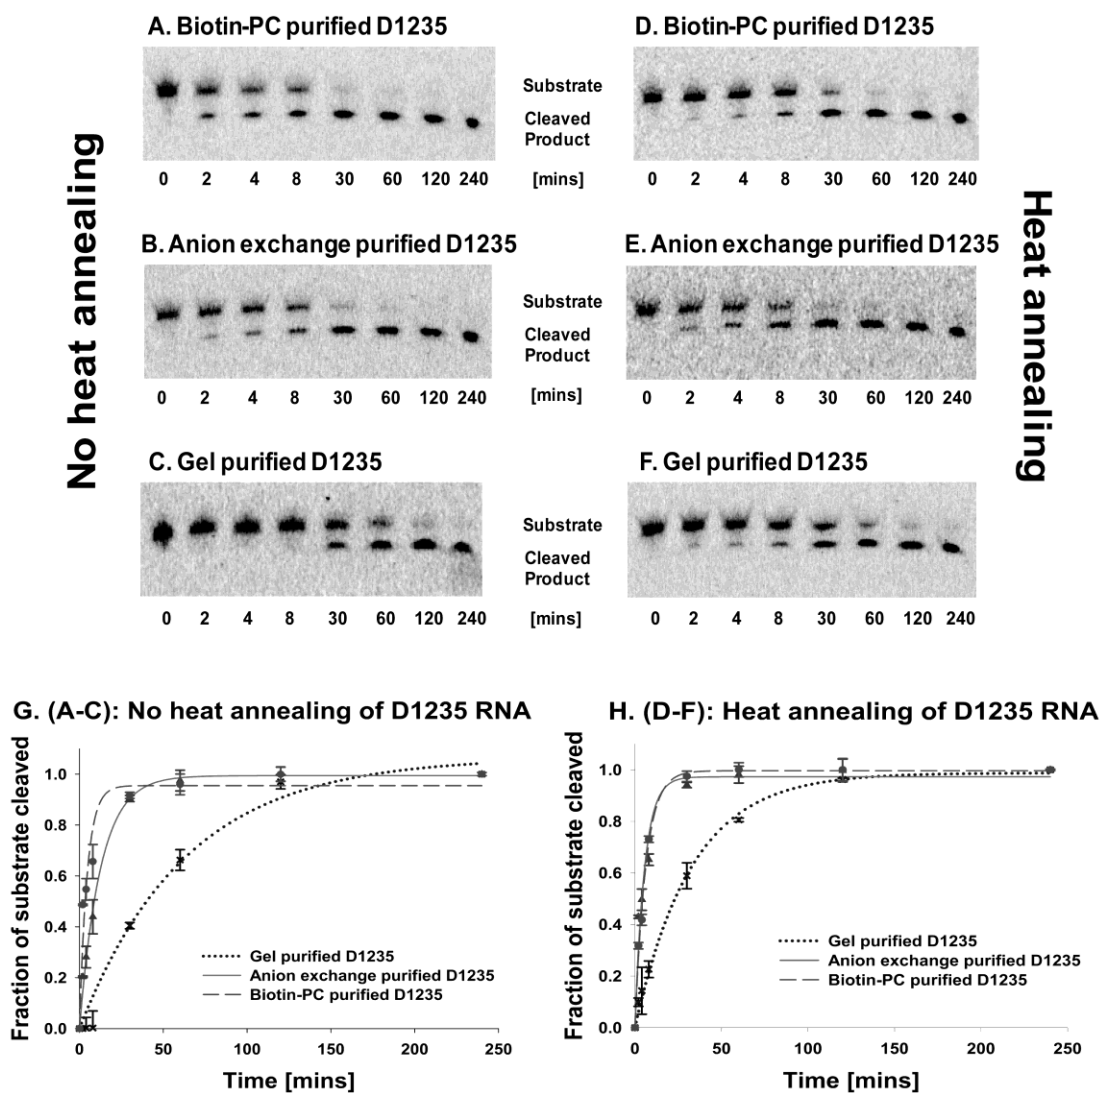 No heat annealing
A. Biotin-PC purified D1235
Substrate
Cleaved
Product
0 2 4 8 30 60 120 240
[mins]
D. Biotin-PC purified D1235
0 2 4 8 30 60 120 240
B. Anion exchange purified D1235
Substrate
Cleaved
Product
0 2 4 8 30 60 120 240
[mins]
E. Anion exchange purified D1235
0 2 4 8 30 60 120 240
C. Gel purified D1235
Substrate
Cleaved
Product
0 2 4 8 30 60 120 240
[mins]
F. Gel purified D1235
0 2 4 8 30 60 120 240
Heat annealing
G. (A-C): No heat annealing of D1235 RNA
Fraction of substrate cleaved
1.0
0.8
0.6
0.4
0.2
0.0
Gel purified D1235
Anion exchange purified D1235
Biotin-PC purified D1235
0 50 100 150 200 250
Time [mins]
H. (D-F): Heat annealing of D1235 RNA
Fraction of substrate cleaved
1.0
0.8
0.6
0.4
0.2
0.0
Gel purified D1235
Anion exchange purified D1235
Biotin-PC purified D1235
0 50 100 150 200 250
Time [mins]